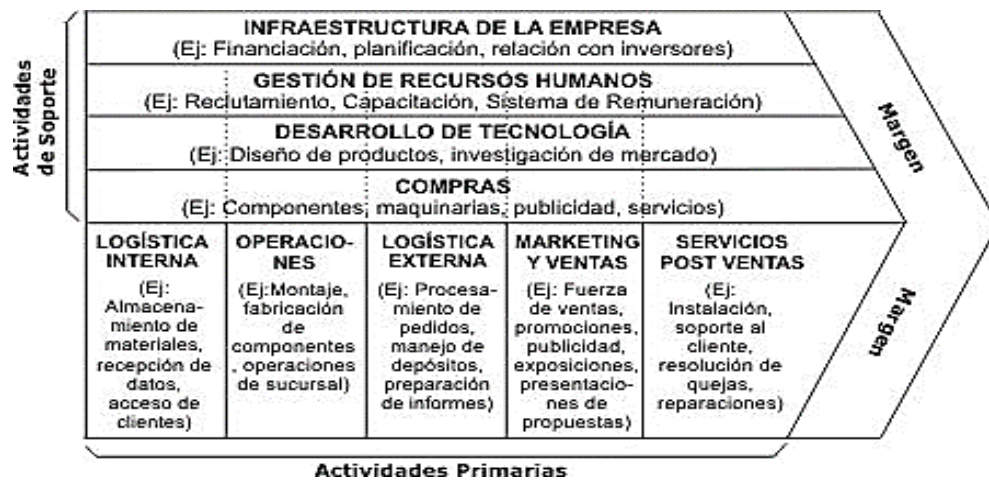 Actividades
de Soporte
INFRAESTRUCTURA DE LA EMPRESA
(Ej: Financiación, planificación, relación con inversores)
GESTIÓN DE RECURSOS HUMANOS
(Ej: Reclutamiento, Capacitación, Sistema de Remuneración)
DESARROLLO DE TECNOLOGÍA
(Ej: Diseño de productos, investigación de mercado)
COMPRAS
(Ej: Componentes, maquinarias, publicidad, servicios)
Margen
LOGÍSTICA
INTERNA
(Ej:
Almacena-
miento de
materiales,
recepción de
datos,
acceso de
clientes)
OPERACIO-
NES
(Ej:Montaje,
fabricación
de
componentes
, operaciones
de sucursal)
LOGÍSTICA
EXTERNA
(Ej: Procesa-
miento de
pedidos,
manejo de
depósitos,
preparación
de informes)
MARKETING
Y VENTAS
(Ej: Fuerza
de ventas,
promociones,
publicidad,
exposiciones,
presentacio-
nes de
propuestas)
SERVICIOS
POST VENTAS
(Ej:
Instalación,
soporte al
cliente,
resolución de
quejas,
reparaciones)
Margen
Actividades Primarias